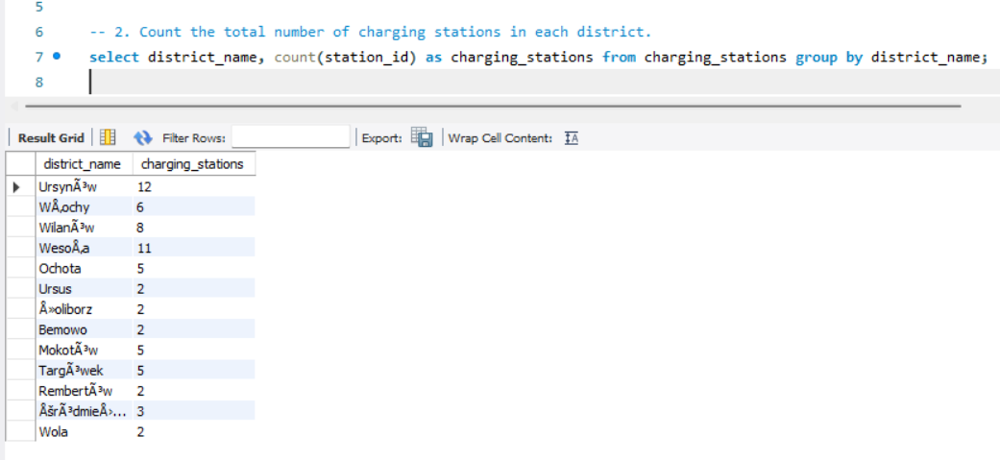 5
6 -- 2. Count the total number of charging stations in each district.
7 select district_name, count(station_id) as charging_stations from charging_stations group by district_name;
8
Result Grid Filter Rows: Export: Wrap Cell Content: IA
district_name charging_stations
UrsynÃ³w 12
WÅ‚ochy 6
WilanÃ³w 8
WesoÅ‚a 11
Ochota 5
Ursus 2
Å»oliborz 2
Bemowo 2
MokotÃ³w 5
TargÃ³wek 5
RembertÃ³w 2
ÅšrÃ³dmieÅ›... 3
Wola 2